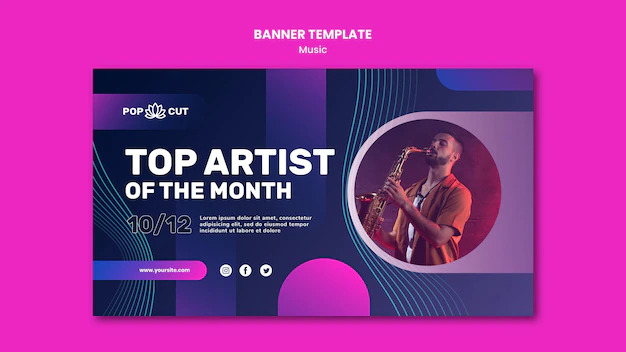 BANNER TEMPLATE
Music
POP CUT
TOP ARTIST
OF THE MONTH
10/12
Lorem ipsum dolor sit amet, consectetur
adipisicing elit, sed do eiusmod tempor
incididunt ut labore et dolore
www.yoursite.com